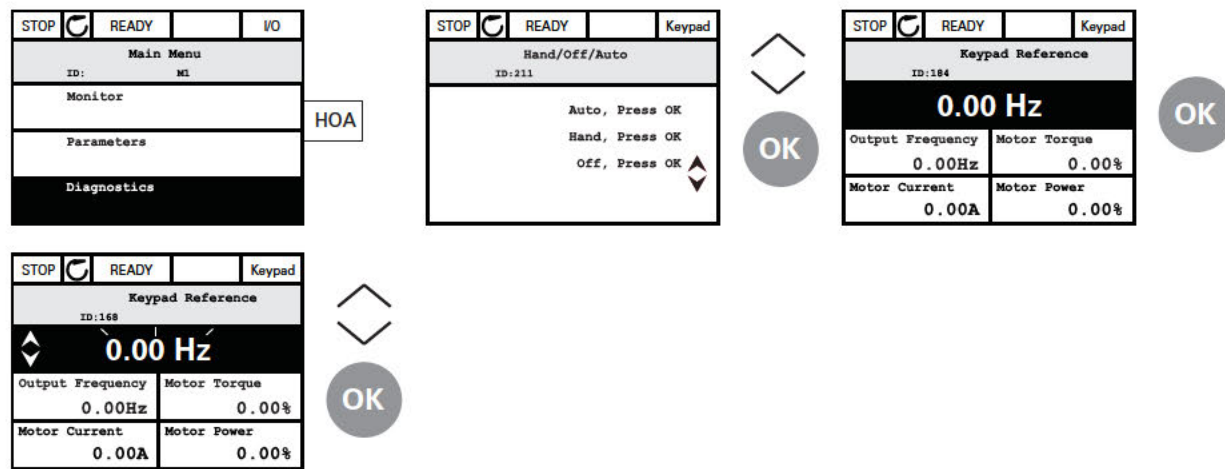 STOP READY I/O
Main Menu
ID: M1
Monitor
Parameters
Diagnostics
HOA
STOP READY Keypad
Hand/Off/Auto
ID:211
Auto, Press OK
Hand, Press OK
Off, Press OK
OK
STOP READY Keypad
Keypad Reference
ID:184
0.00 Hz
Output Frequency Motor Torque
0.00Hz 0.00%
Motor Current Motor Power
0.00A 0.00%
OK
STOP READY Keypad
Keypad Reference
ID:168
0.00 Hz
Output Frequency Motor Torque
0.00Hz 0.00%
Motor Current Motor Power
0.00A 0.00%
OK